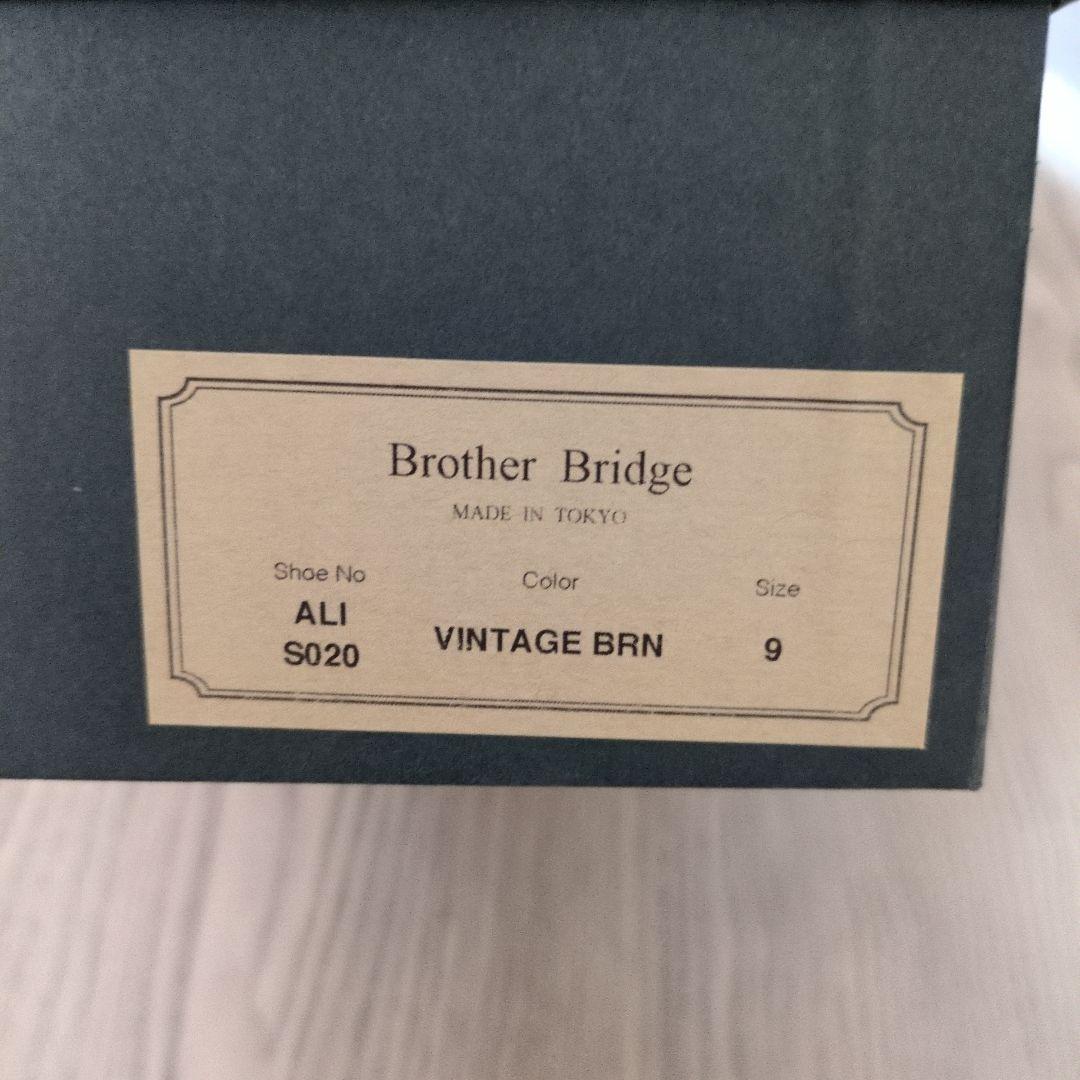 Brother Bridge
MADE IN TOKYO
Shoe No Color Size
ALI
S020 VINTAGE BRN 9